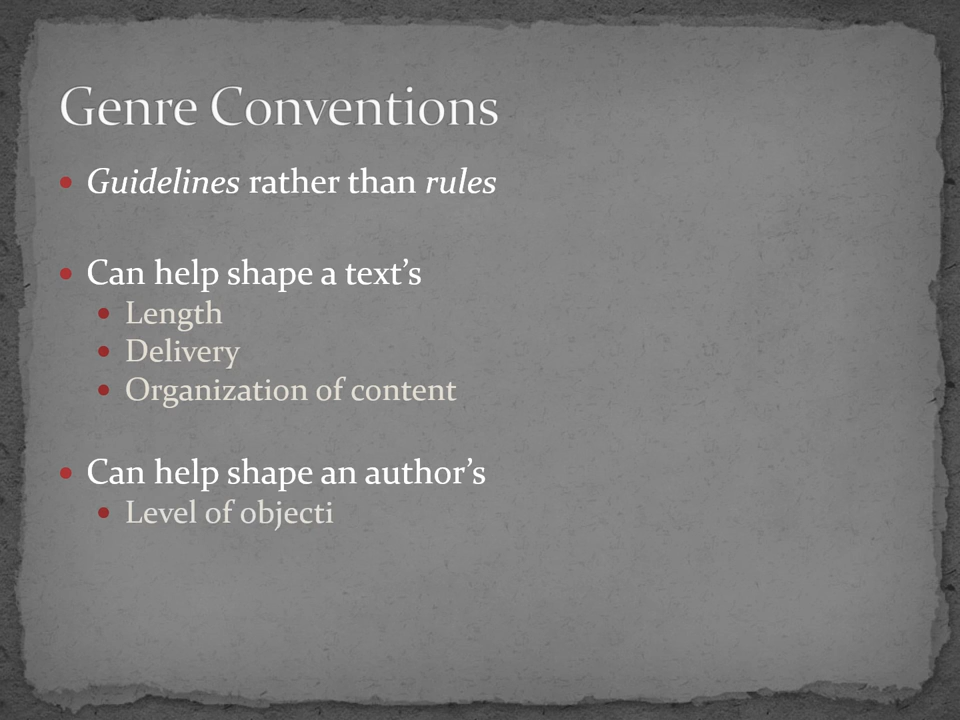 Genre Conventions
Guidelines rather than rules
Can help shape a text’s
Length
Delivery
Organization of content
Can help shape an author’s
Level of objecti